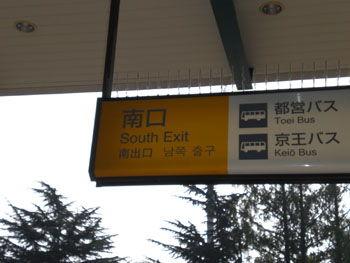 南口
South Exit
南出口 남쪽 출구
都営バス
Toei Bus
京王バス
Keiō Bus